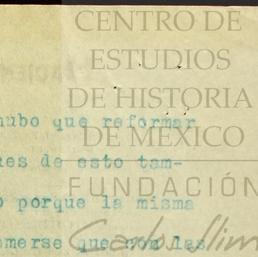 CENTRO DE
ESTUDIOS
DE HISTORIA
DE MÉXICO
FUNDACIÓN
Carlos Slim
hubo que reformar
es de esto tam-
porque la misma
merse que con las